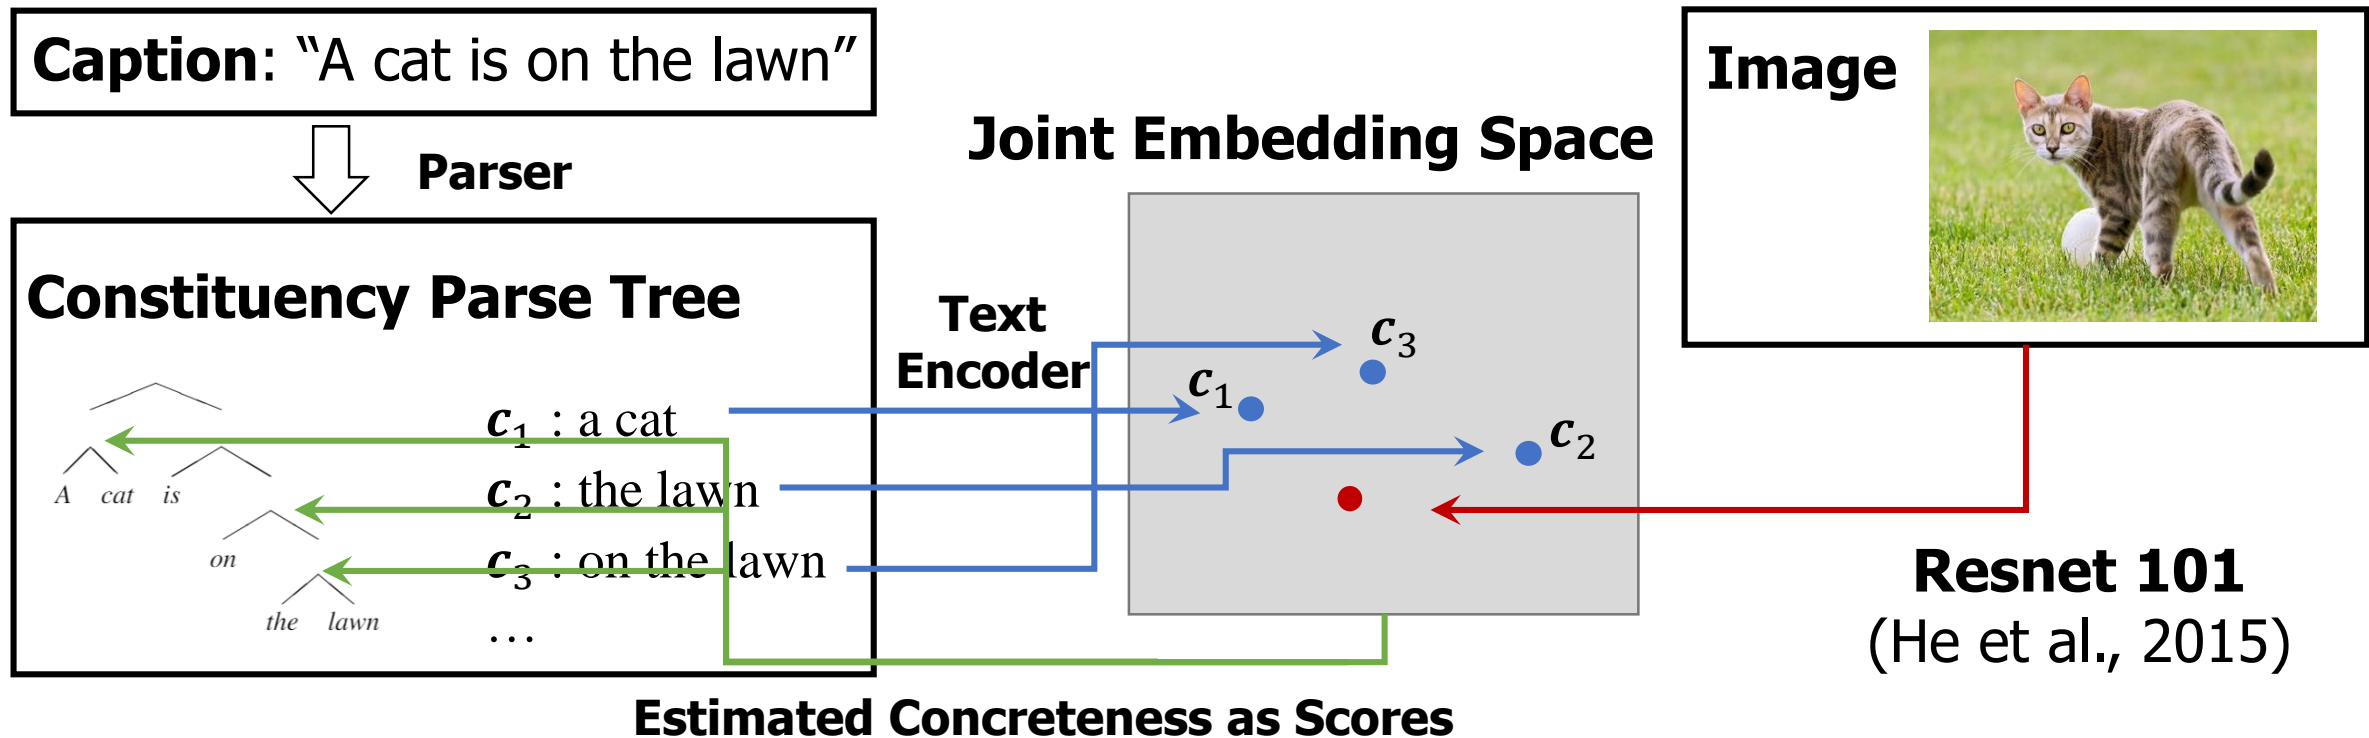 Caption: “A cat is on the lawn”
Parser
Constituency Parse Tree
A cat is
on
the lawn
c₁ : a cat
c₂ : the lawn
c₃ : on the lawn
…
Text
Encoder
Joint Embedding Space
c₃
c₁
c₂
Image
Resnet 101
(He et al., 2015)
Estimated Concreteness as Scores